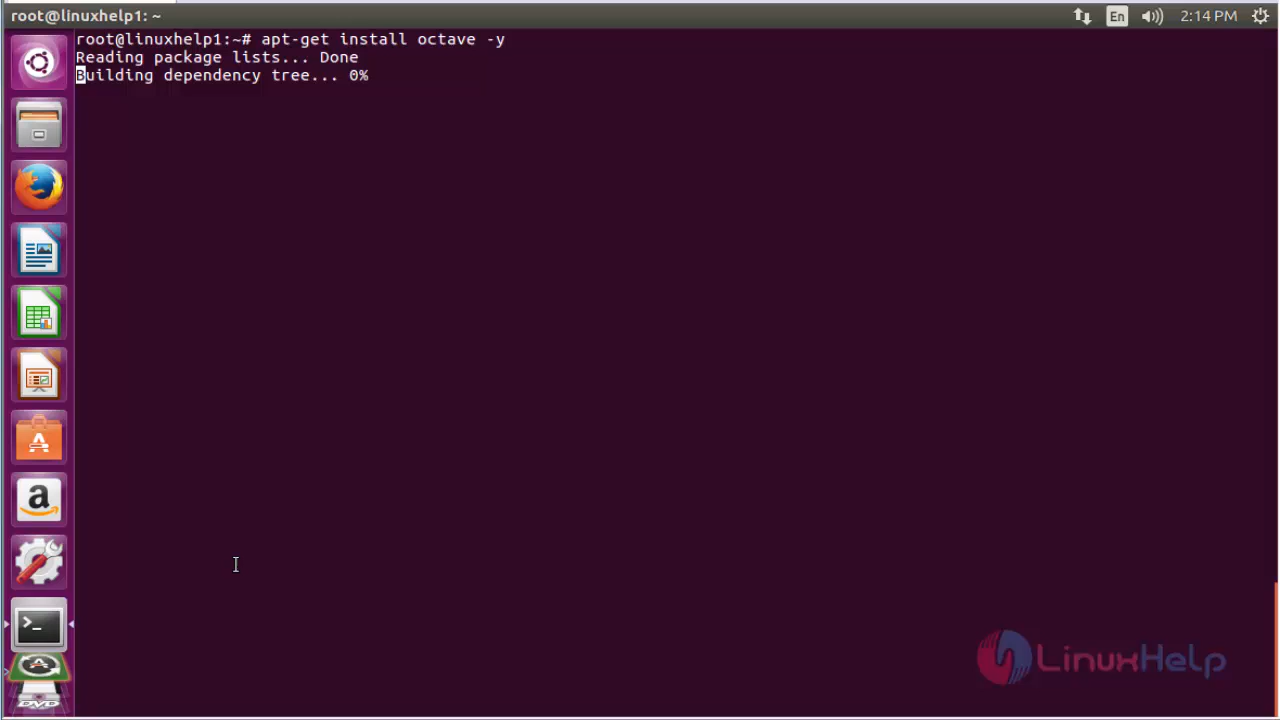 root@linuxhelp1: ~
En
2:14 PM
root@linuxhelp1:~# apt-get install octave -y
Reading package lists... Done
Building dependency tree... 0%
a
>_
DVD
LinuxHelp